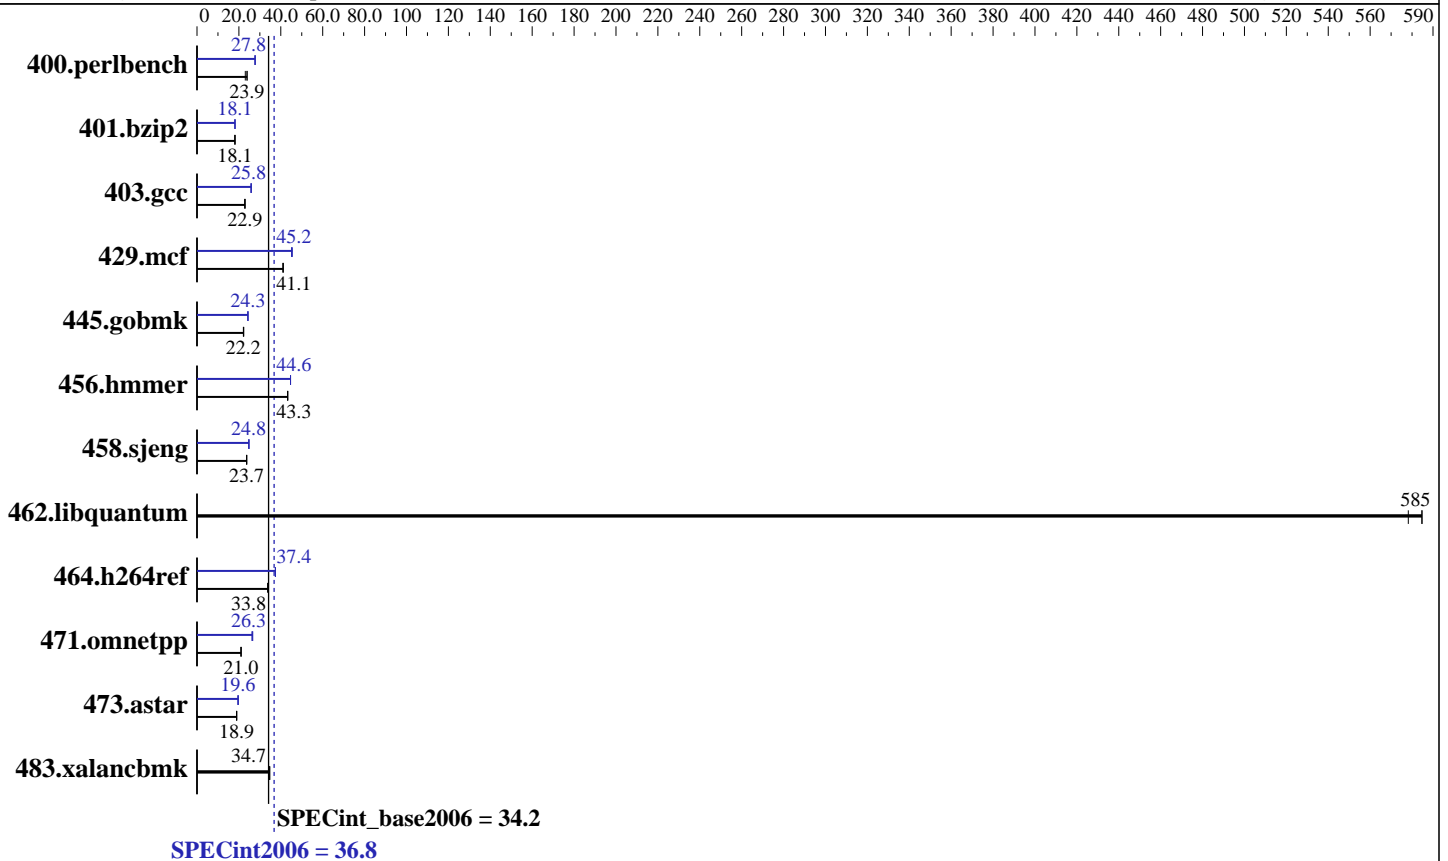 0 20.0 40.0 60.0 80.0 100 120 140 160 180 200 220 240 260 280 300 320 340 360 380 400 420 440 460 480 500 520 540 560 590
27.8
400.perlbench
23.9
18.1
401.bzip2
18.1
25.8
403.gcc
22.9
45.2
429.mcf
41.1
24.3
445.gobmk
22.2
44.6
456.hmmer
43.3
24.8
458.sjeng
23.7
585
462.libquantum
37.4
464.h264ref
33.8
26.3
471.omnetpp
21.0
19.6
473.astar
18.9
34.7
483.xalancbmk
SPECint_base2006 = 34.2
SPECint2006 = 36.8